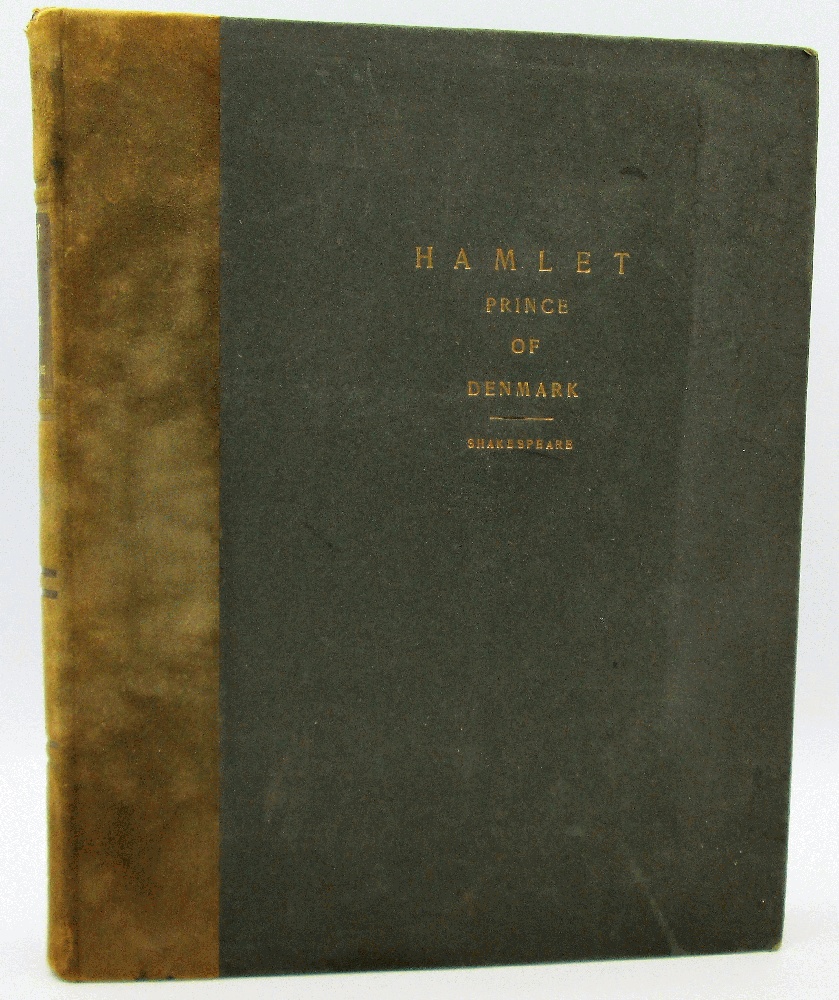 HAMLET
PRINCE
OF
DENMARK
SHAKESPEARE